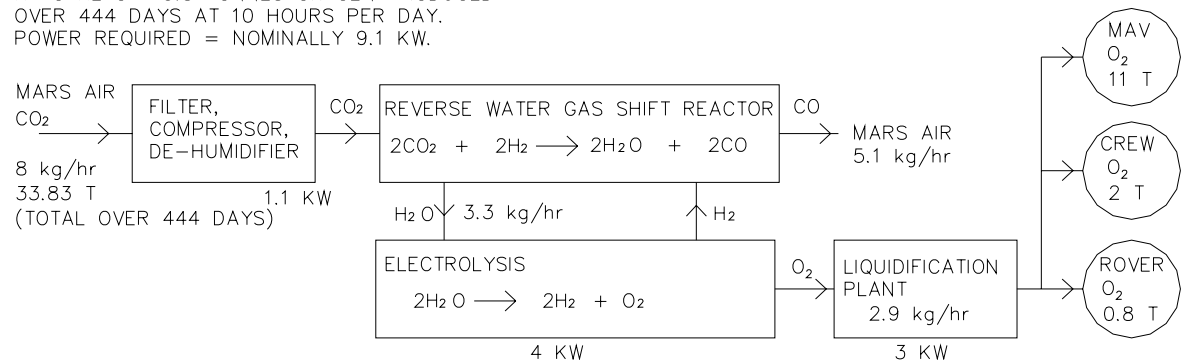 OVER 444 DAYS AT 10 HOURS PER DAY.
POWER REQUIRED = NOMINALLY 9.1 KW.
MARS AIR
CO₂
8 kg/hr
33.83 T
(TOTAL OVER 444 DAYS)
FILTER,
COMPRESSOR,
DE-HUMIDIFIER
1.1 KW
CO₂
REVERSE WATER GAS SHIFT REACTOR
2CO₂ + 2H₂ → 2H₂O + 2CO
CO
MARS AIR
5.1 kg/hr
H₂O
3.3 kg/hr
H₂
ELECTROLYSIS
2H₂O → 2H₂ + O₂
4 KW
O₂
LIQUIDIFICATION
PLANT
2.9 kg/hr
3 KW
MAV
O₂
11 T
CREW
O₂
2 T
ROVER
O₂
0.8 T